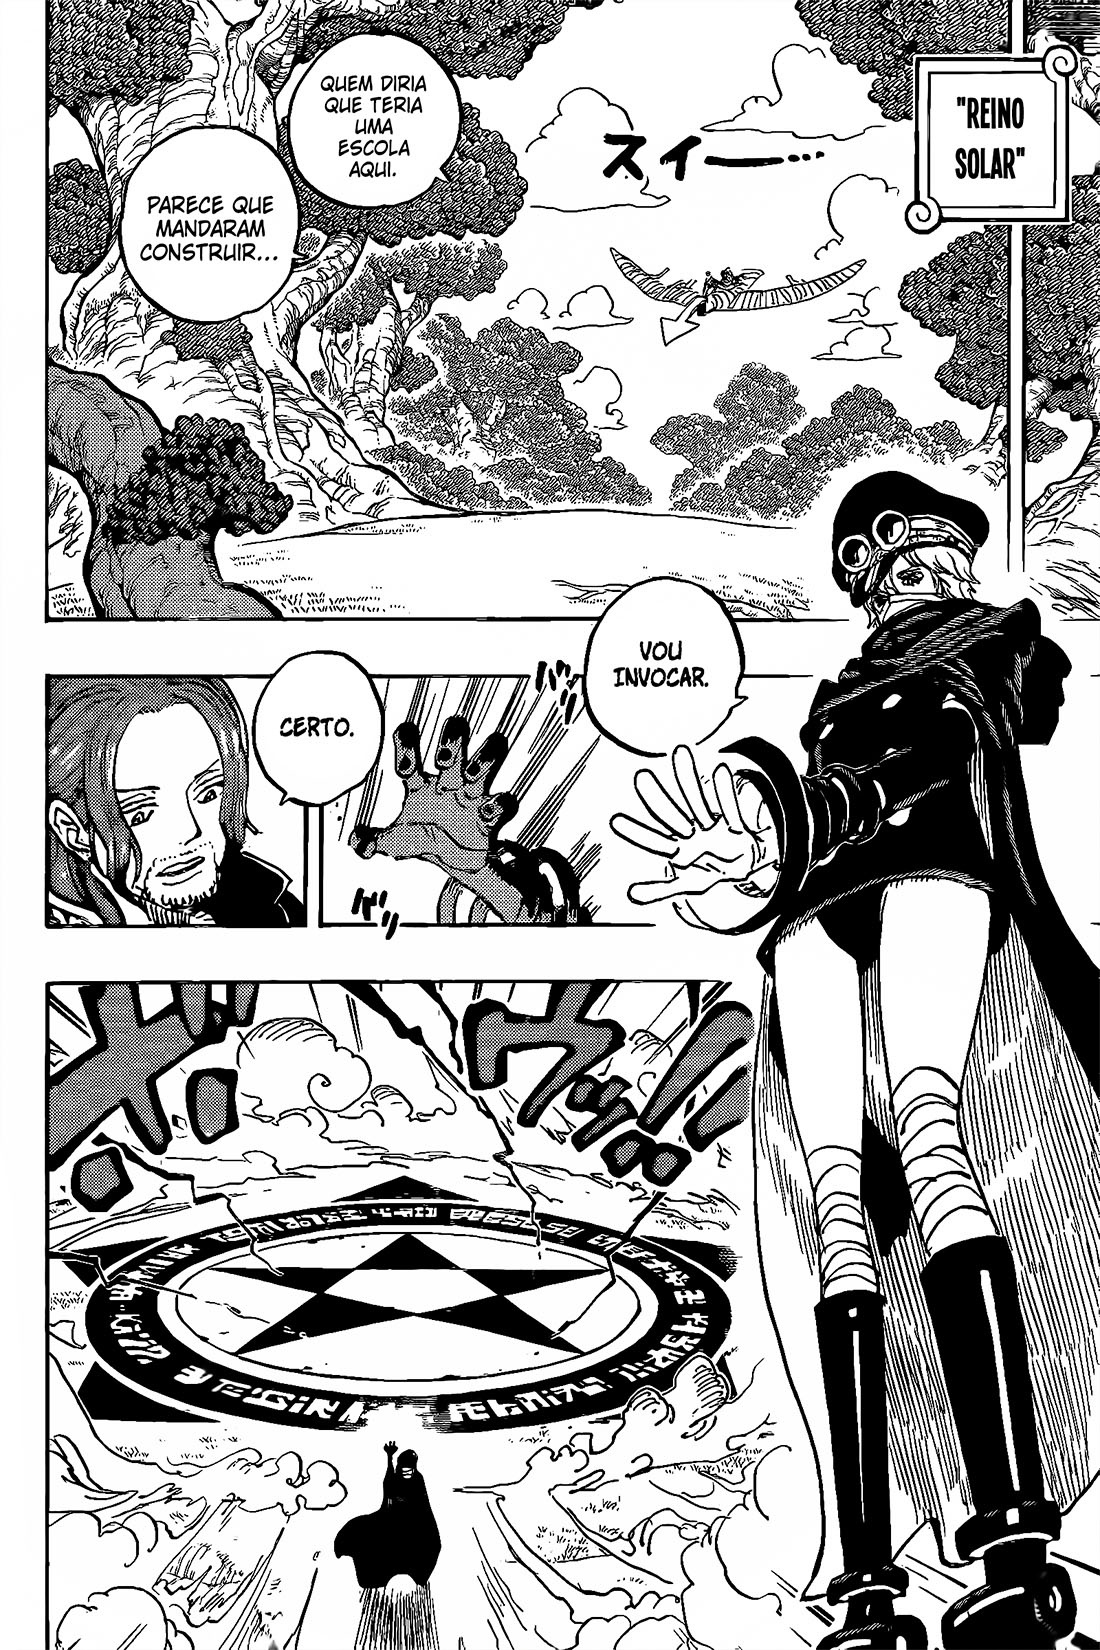 "REINO
SOLAR"
スイー…
QUEM DIRIA
QUE TERIA
UMA
ESCOLA
AQUI.
PARECE QUE
MANDARAM
CONSTRUIR...
VOU
INVOCAR.
CERTO.